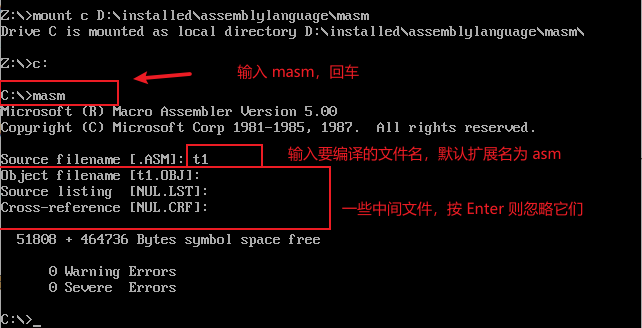 Z:\>mount c D:\installed\assemblylanguage\masm
Drive C is mounted as local directory D:\installed\assemblylanguage\masm\
Z:\>c:
输入 masm，回车
C:\>masm
Microsoft (R) Macro Assembler Version 5.00
Copyright (C) Microsoft Corp 1981-1985, 1987.  All rights reserved.
Source filename [.ASM]: t1
输入要编译的文件名，默认扩展名为 asm
Object filename [t1.OBJ]:
Source listing  [NUL.LST]:
Cross-reference [NUL.CRF]:
一些中间文件，按 Enter 则忽略它们
51808 + 464736 Bytes symbol space free
0 Warning Errors
0 Severe  Errors
C:\>_